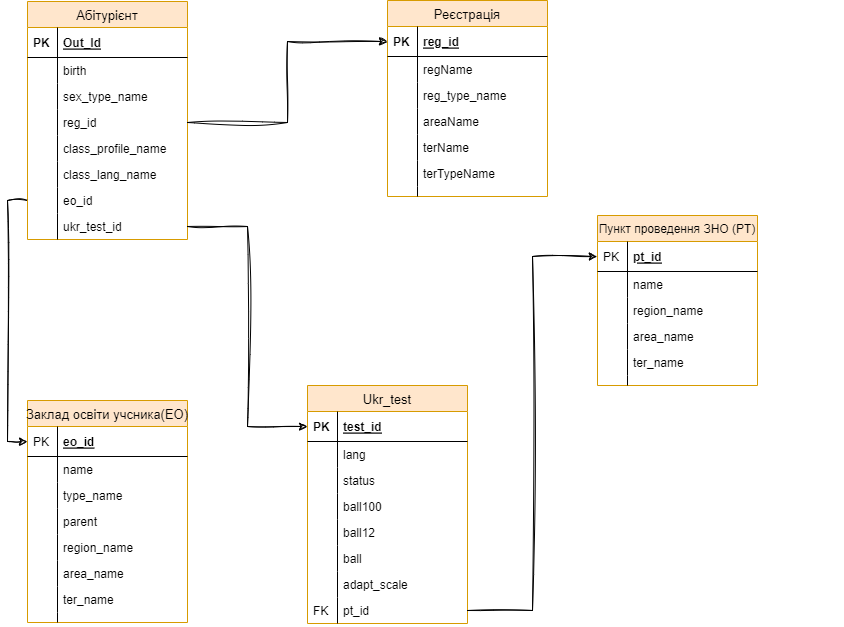 Абітурієнт
PK Out_Id
birth
sex_type_name
reg_id
class_profile_name
class_lang_name
eo_id
ukr_test_id
Реєстрація
PK reg_id
regName
reg_type_name
areaName
terName
terTypeName
Пункт проведення ЗНО (PT)
PK pt_id
name
region_name
area_name
ter_name
Заклад освіти учсника(ЕО)
PK eo_id
name
type_name
parent
region_name
area_name
ter_name
Ukr_test
PK test_id
lang
status
ball100
ball12
ball
adapt_scale
FK pt_id